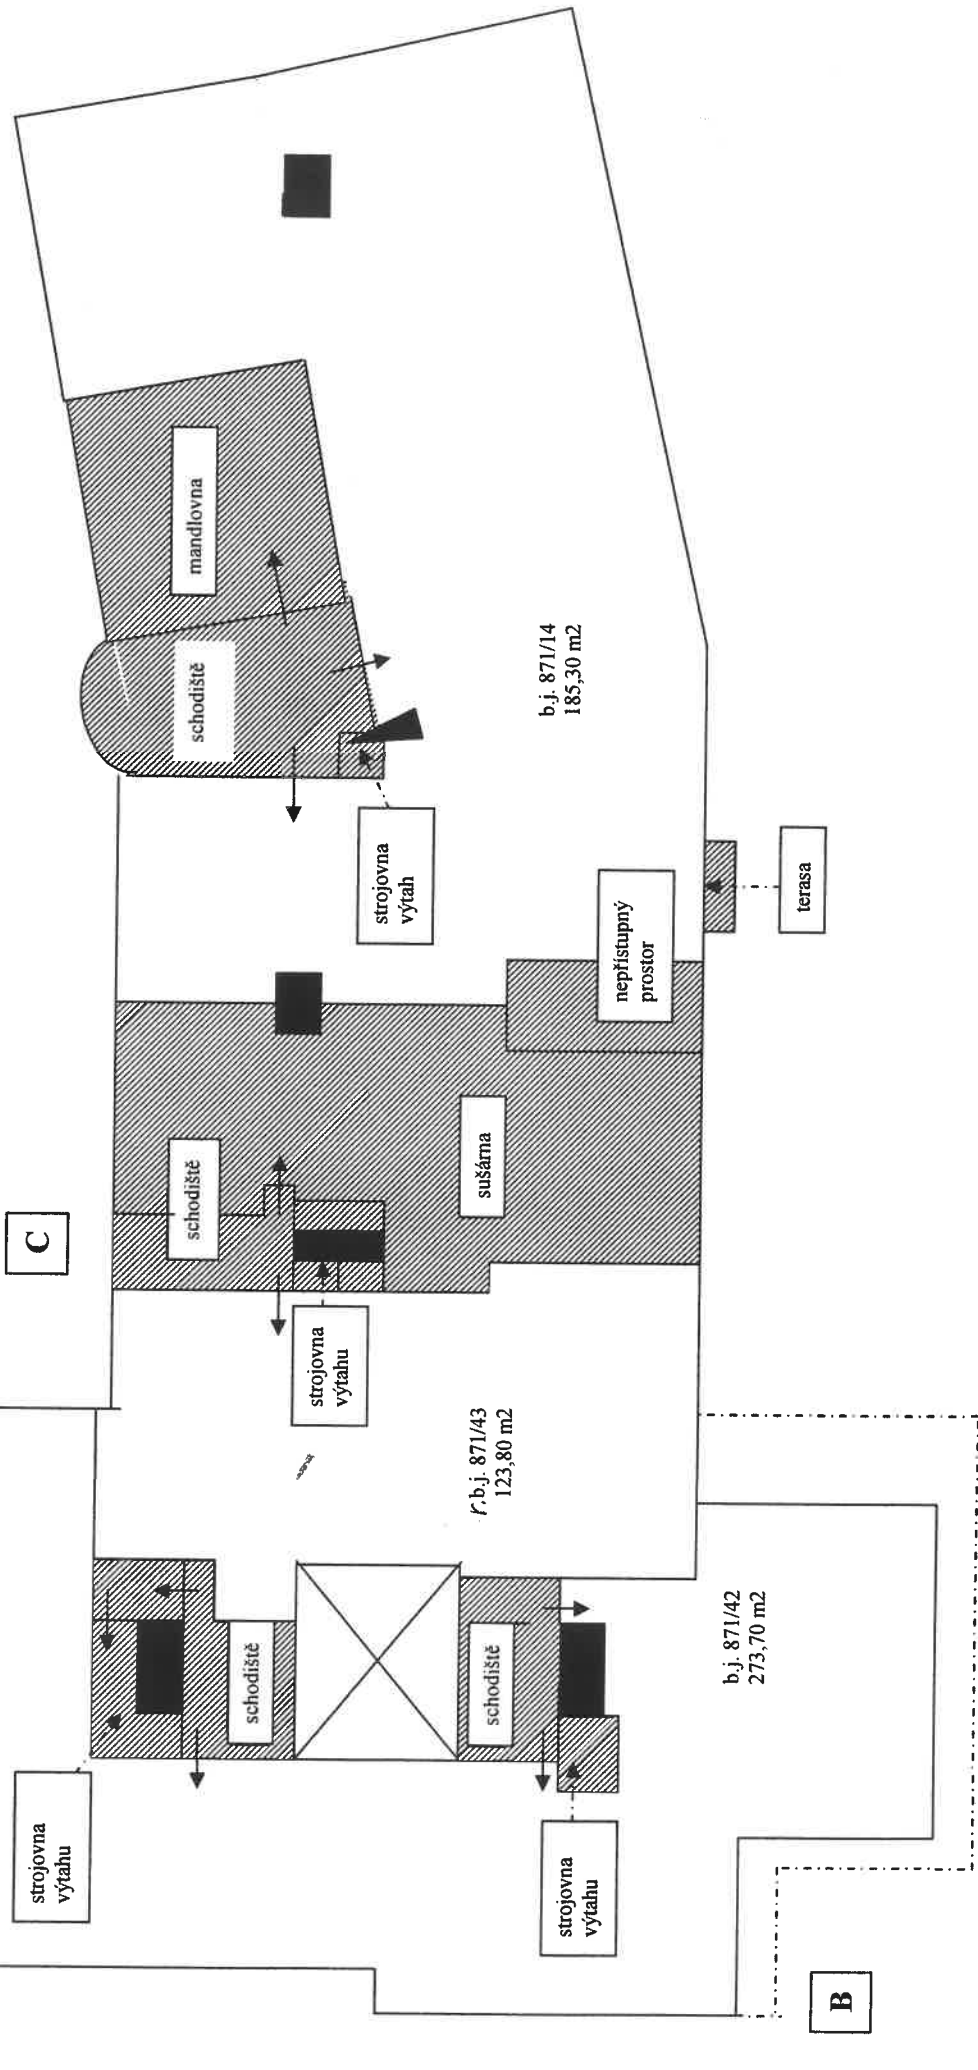 C
B
mandlovna
schodiště
strojovna
výtah
b.j. 871/14
185,30 m2
terasa
nepřístupný
prostor
schodiště
sušárna
strojovna
výtahu
r.b.j. 871/43
123,80 m2
schodiště
schodiště
b.j. 871/42
273,70 m2
strojovna
výtahu
strojovna
výtahu